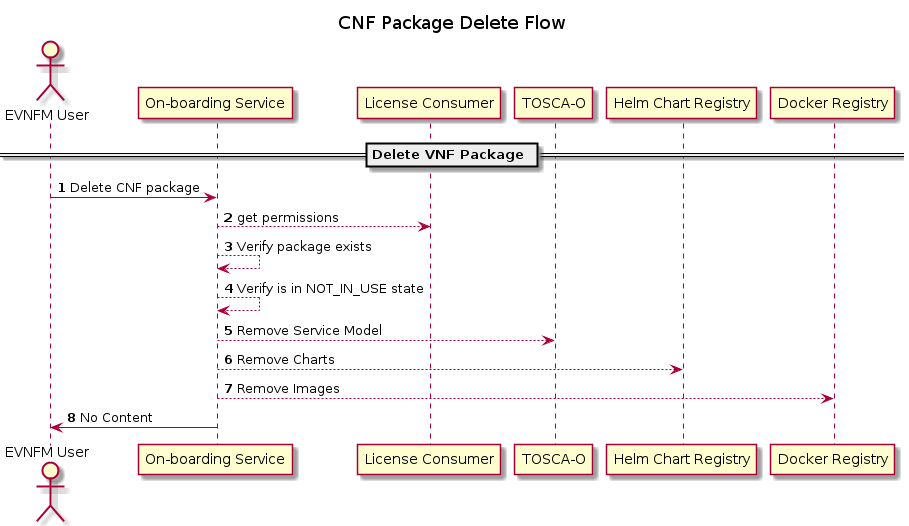 CNF Package Delete Flow
EVNFM User
On-boarding Service
License Consumer
TOSCA-O
Helm Chart Registry
Docker Registry
Delete VNF Package
1 Delete CNF package
2 get permissions
3 Verify package exists
4 Verify is in NOT_IN_USE state
5 Remove Service Model
6 Remove Charts
7 Remove Images
8 No Content
EVNFM User
On-boarding Service
License Consumer
TOSCA-O
Helm Chart Registry
Docker Registry